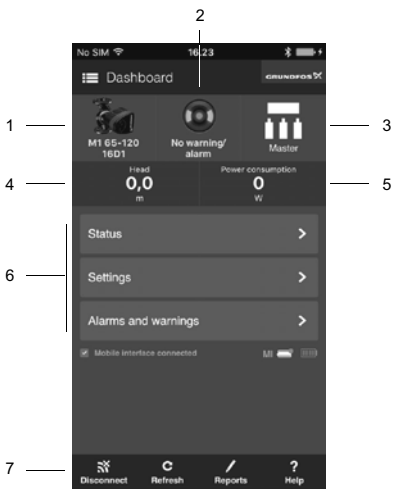 2
No SIM 16.23
Dashboard GRUNDFOS
1
M1 65-120
16D1
No warning/
alarm
Master
3
4
Head
0,0
m
Power consumption
0
W
5
6
Status
Settings
Alarms and warnings
Mobile interface connected MI
7
Disconnect Refresh Reports Help